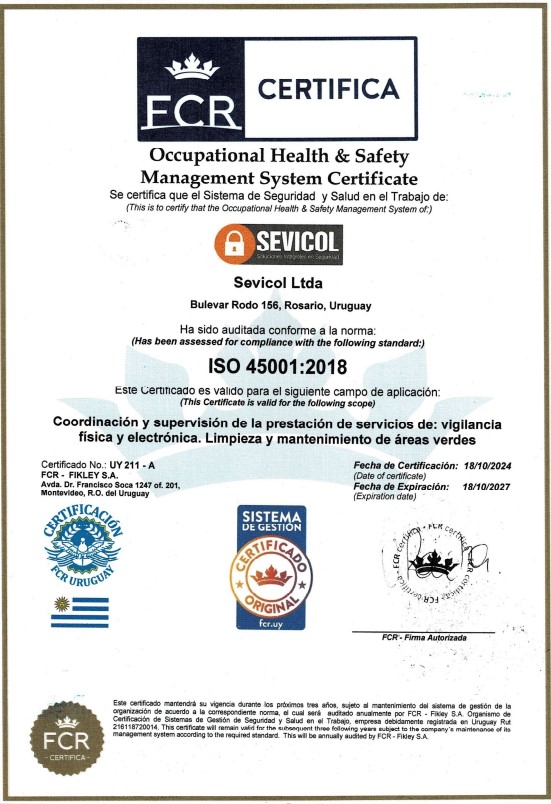 FCR
CERTIFICA
Occupational Health & Safety
Management System Certificate
Se certifica que el Sistema de Seguridad y Salud en el Trabajo de:
(This is to certify that the Occupational Health & Safety Management System of:)
SEVICOL
Soluciones Integrales en Seguridad
Sevicol Ltda
Bulevar Rodo 156, Rosario, Uruguay
Ha sido auditada conforme a la norma:
(Has been assessed for compliance with the following standard:)
ISO 45001:2018
Este Certificado es válido para el siguiente campo de aplicación:
(This Certificate is valid for the following scope)
Coordinación y supervisión de la prestación de servicios de: vigilancia
física y electrónica. Limpieza y mantenimiento de áreas verdes
Certificado No.: UY 211 - A
FCR - FIKLEY S.A.
Avda. Dr. Francisco Soca 1247 of. 201,
Montevideo, R.O. del Uruguay
Fecha de Certificación: 18/10/2024
(Date of certificate)
Fecha de Expiración: 18/10/2027
(Expiration date)
CERTIFICACIÓN
FCR URUGUAY
SISTEMA
DE GESTIÓN
CERTIFICADO
ORIGINAL
fcr.uy
FCR certifica - FCR certifica - FCR certifica - FCR certifica -
FCR - Firma Autorizada
Este certificado mantendrá su vigencia durante los próximos tres años, sujeto al mantenimiento del sistema de gestión de la
organización de acuerdo a la correspondiente norma, el cual será auditado anualmente por FCR - Fikley S.A. Organismo de
Certificación de Sistemas de Gestión de Seguridad y Salud en el Trabajo, empresa debidamente registrada en Uruguay Rut
216118720014. This certificate will remain valid for the subsequent three following years subject to the company's maintenance of its
management system according to the required standard. This will be annually audited by FCR - Fikley S.A.
FCR
- CERTIFICA -